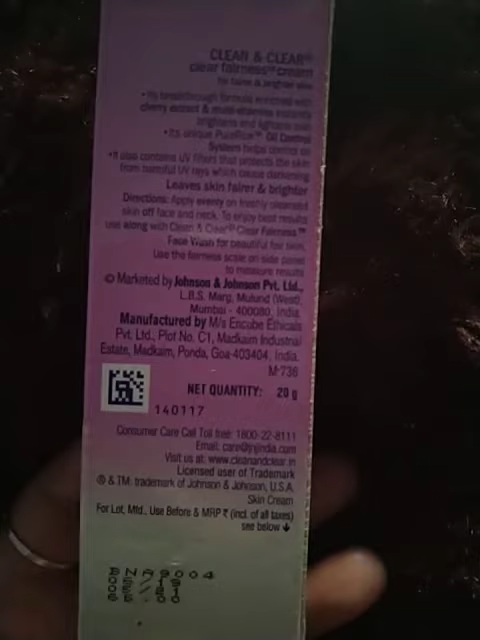 CLEAN & CLEAR®
clear fairness™ cream
for fairer & brighter skin
• Its breakthrough formula enriched with
cherry extract & multi-vitamins instantly
brightens and lightens skin
• Its unique Oil Control
System helps control oil
• It also contains UV filters that protects the skin
from harmful UV rays which cause darkening
Leaves skin fairer & brighter
Directions: Apply evenly on freshly cleansed
skin off face and neck. To enjoy best results
use along with Clean & Clear® Clear Fairness™
Face Wash for beautiful fair skin.
Use the fairness scale on side panel
to measure results
© Marketed by Johnson & Johnson Pvt. Ltd.,
L.B.S. Marg, Mulund (West),
Mumbai - 400080, India.
Manufactured by M/s Encube Ethicals
Pvt. Ltd., Plot No. C1, Madkaim Industrial
Estate, Madkaim, Ponda, Goa-403404, India.
M-736
NET QUANTITY: 20 g
140117
Consumer Care Call Toll free: 1800-22-8111
Email: care@jnjindia.com
Visit us at: www.cleanandclear.in
Licensed user of Trademark
® & TM: trademark of Johnson & Johnson, U.S.A.
Skin Cream
For Lot, Mfd., Use Before & MRP ₹ (incl. of all taxes)
see below